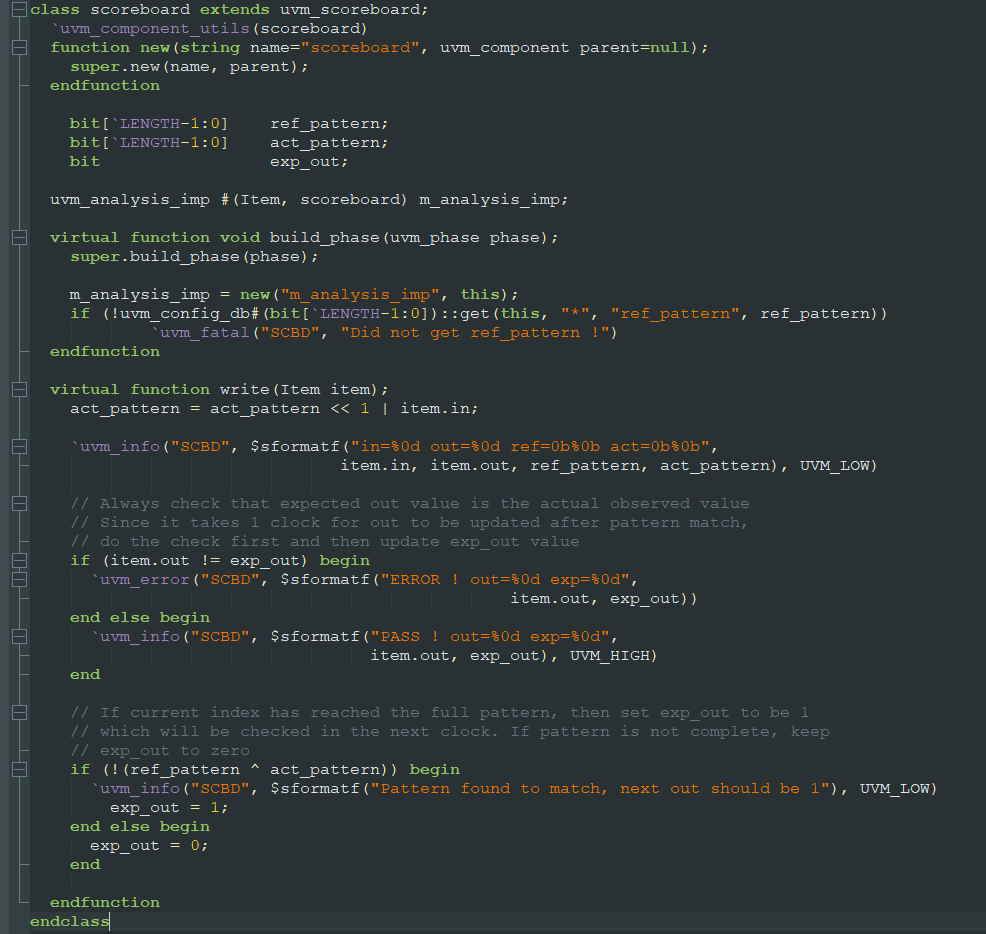 class scoreboard extends uvm_scoreboard;
  `uvm_component_utils(scoreboard)
  function new(string name="scoreboard", uvm_component parent=null);
    super.new(name, parent);
  endfunction

    bit[`LENGTH-1:0]    ref_pattern;
    bit[`LENGTH-1:0]    act_pattern;
    bit                 exp_out;

  uvm_analysis_imp #(Item, scoreboard) m_analysis_imp;

  virtual function void build_phase(uvm_phase phase);
    super.build_phase(phase);

    m_analysis_imp = new("m_analysis_imp", this);
    if (!uvm_config_db#(bit[`LENGTH-1:0])::get(this, "*", "ref_pattern", ref_pattern))
            `uvm_fatal("SCBD", "Did not get ref_pattern !")
  endfunction

  virtual function write(Item item);
    act_pattern = act_pattern << 1 | item.in;

    `uvm_info("SCBD", $sformatf("in=%0d out=%0d ref=0b%0b act=0b%0b",
                               item.in, item.out, ref_pattern, act_pattern), UVM_LOW)

    // Always check that expected out value is the actual observed value
    // Since it takes 1 clock for out to be updated after pattern match,
    // do the check first and then update exp_out value
    if (item.out != exp_out) begin
      `uvm_error("SCBD", $sformatf("ERROR ! out=%0d exp=%0d",
                                                item.out, exp_out))
    end else begin
      `uvm_info("SCBD", $sformatf("PASS ! out=%0d exp=%0d",
                                  item.out, exp_out), UVM_HIGH)
    end

    // If current index has reached the full pattern, then set exp_out to be 1
    // which will be checked in the next clock. If pattern is not complete, keep
    // exp_out to zero
    if (!(ref_pattern ^ act_pattern)) begin
      `uvm_info("SCBD", $sformatf("Pattern found to match, next out should be 1"), UVM_LOW)
        exp_out = 1;
    end else begin
      exp_out = 0;
    end

  endfunction
endclass